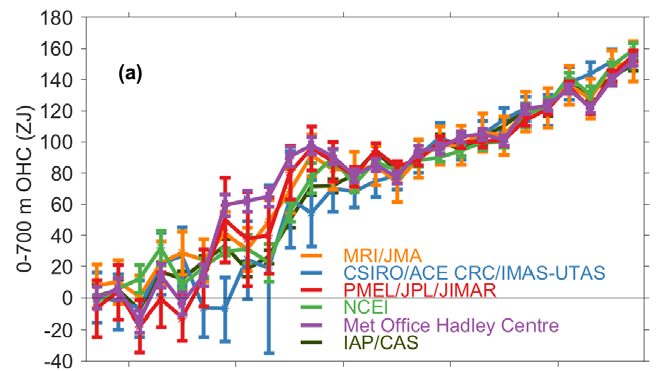 180
160
140
120
100
80
60
40
20
0
-20
-40
0-700 m OHC (ZJ)
(a)
MRI/JMA
CSIRO/ACE CRC/IMAS-UTAS
PMEL/JPL/JIMAR
NCEI
Met Office Hadley Centre
IAP/CAS